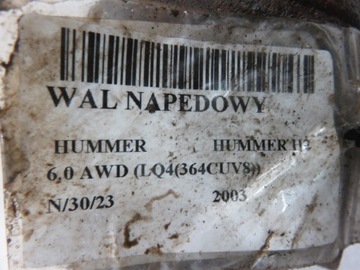 WAL NAPEDOWY
HUMMER HUMMER H2
6,0 AWD (LQ4(364CUV8))
N/30/23 2003